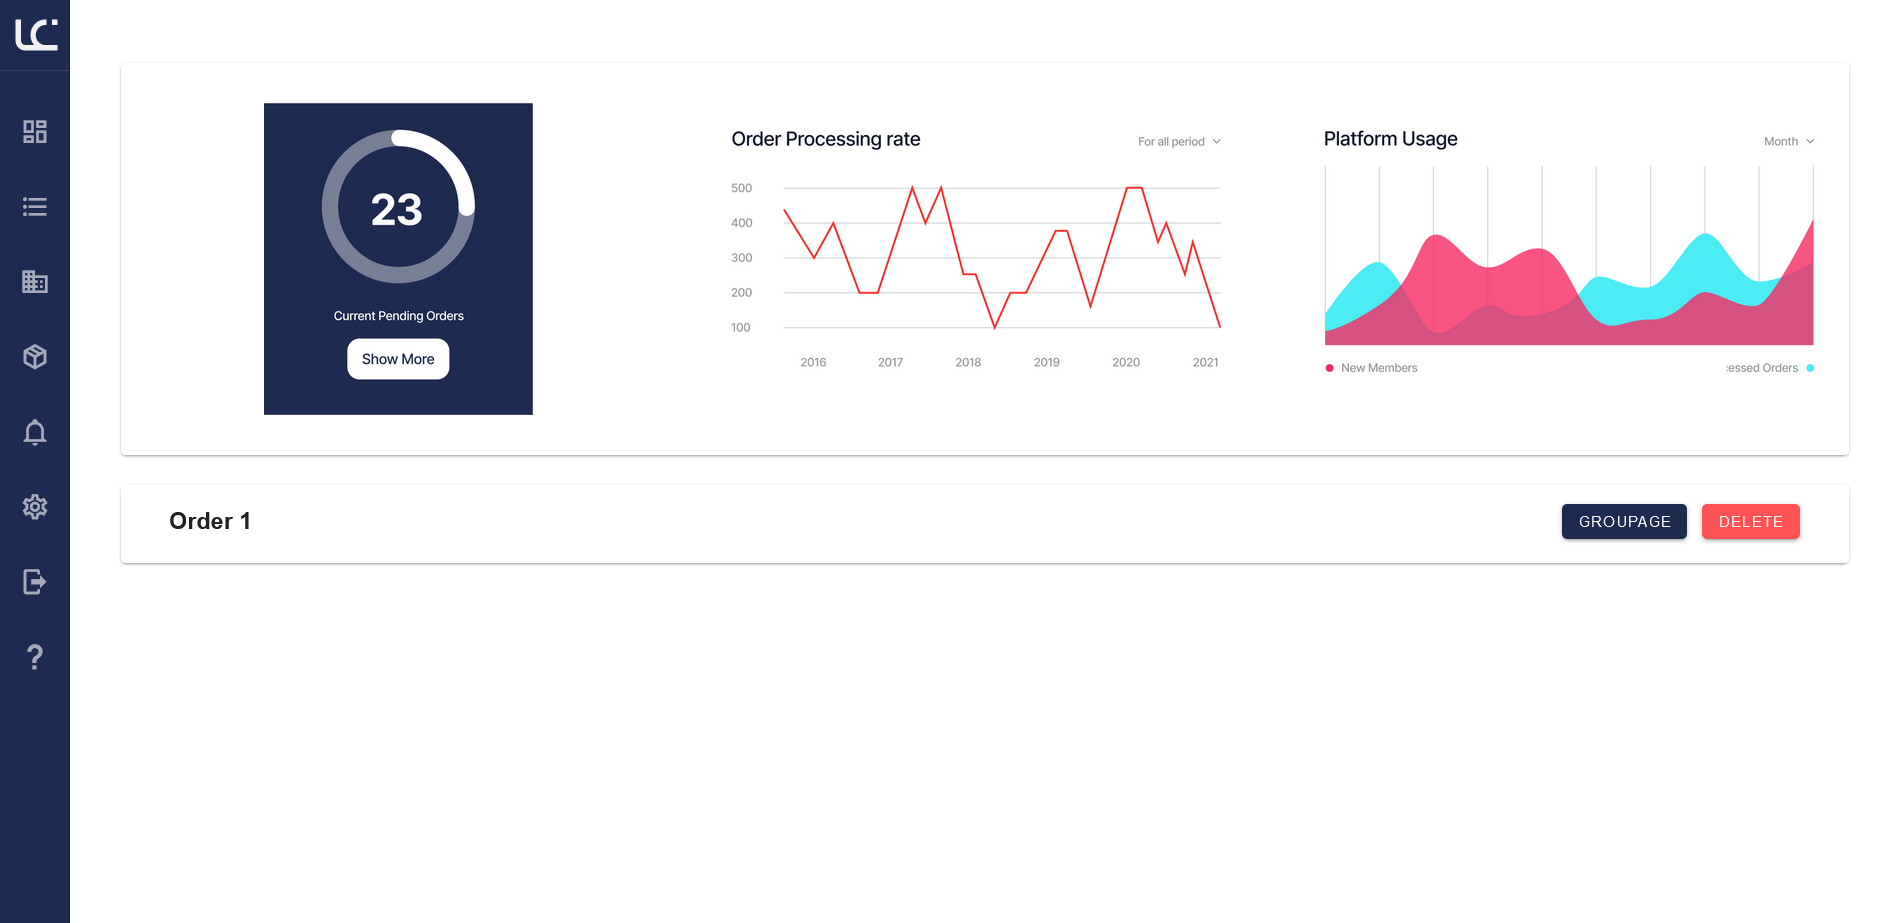 LC
23
Current Pending Orders
Show More
Order Processing rate
For all period
500
400
300
200
100
2016 2017 2018 2019 2020 2021
Platform Usage
Month
New Members
essed Orders
Order 1
GROUPAGE
DELETE
?